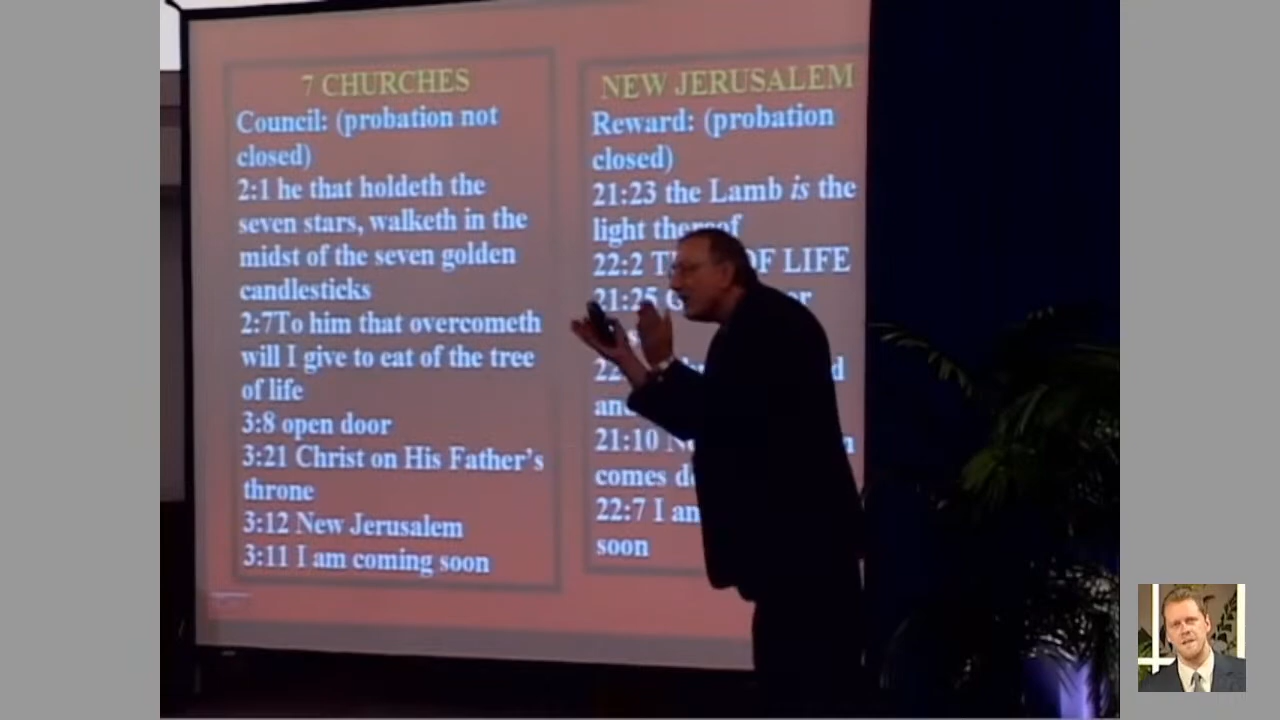 7 CHURCHES
Council: (probation not
closed)
2:1 he that holdeth the
seven stars, walketh in the
midst of the seven golden
candlesticks
2:7To him that overcometh
will I give to eat of the tree
of life
3:8 open door
3:21 Christ on His Father's
throne
3:12 New Jerusalem
3:11 I am coming soon
NEW JERUSALEM
Reward: (probation
closed)
21:23 the Lamb is the
light thereof
22:2 OF LIFE
21:25
21:10
comes
22:7 I
soon